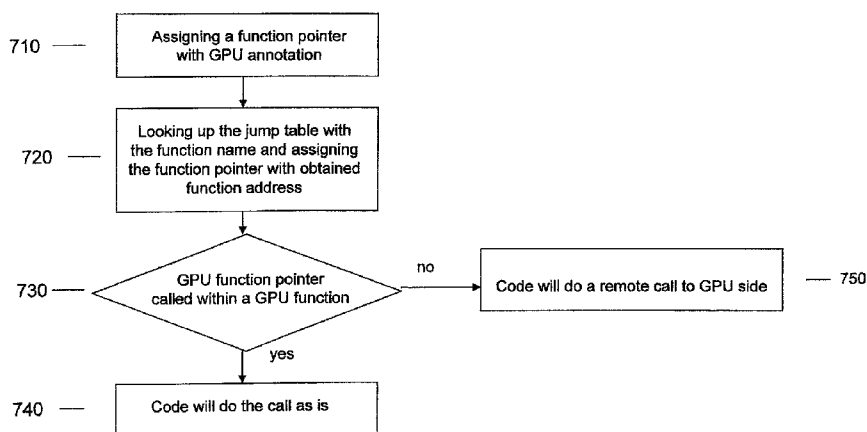 710
Assigning a function pointer
with GPU annotation
720
Looking up the jump table with
the function name and assigning
the function pointer with obtained
function address
730
GPU function pointer
called within a GPU function
no
Code will do a remote call to GPU side
750
yes
740
Code will do the call as is